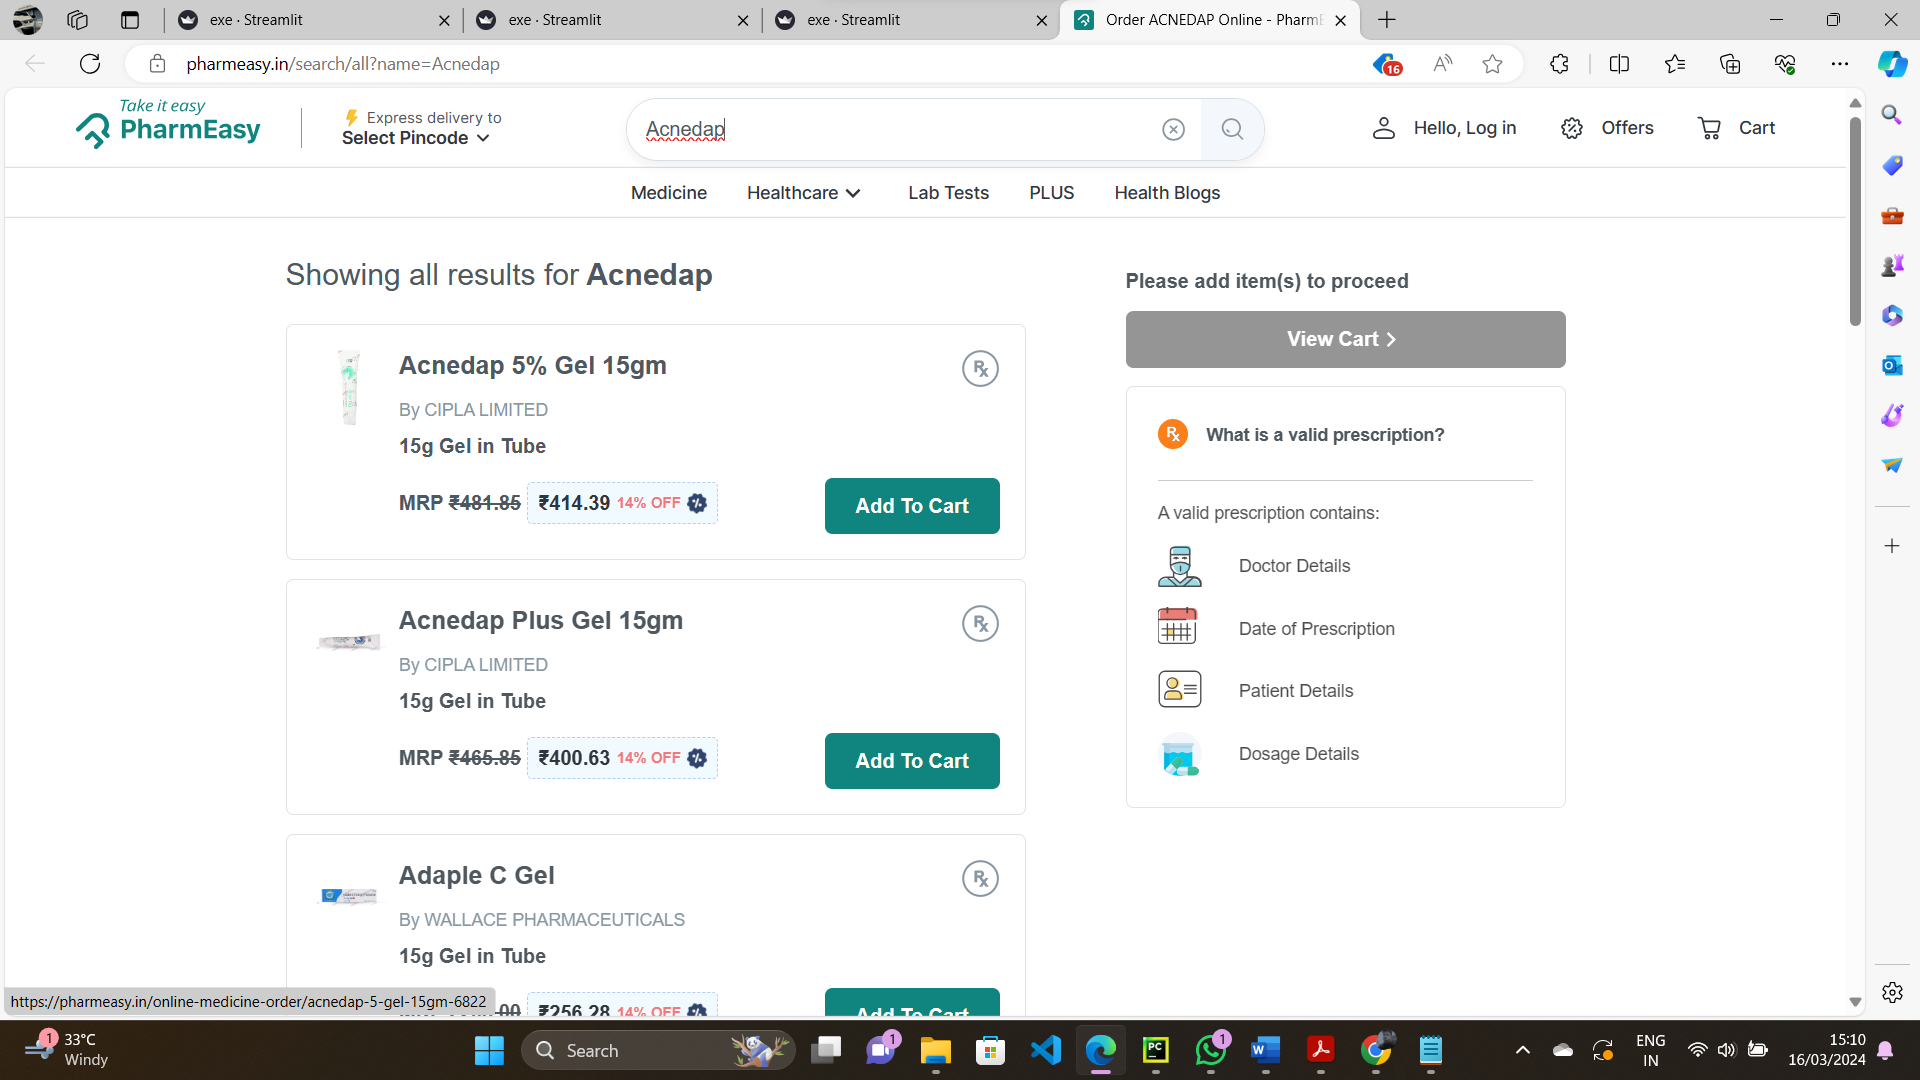 exe · Streamlit
exe · Streamlit
exe · Streamlit
Order ACNEDAP Online - PharmE
pharmeasy.in/search/all?name=Acnedap
16
Take it easy
PharmEasy
Express delivery to
Select Pincode
Acnedap
Hello, Log in
Offers
Cart
Medicine
Healthcare
Lab Tests
PLUS
Health Blogs
Showing all results for Acnedap
Acnedap 5% Gel 15gm
By CIPLA LIMITED
15g Gel in Tube
MRP ₹481.85 ₹414.39 14% OFF
Add To Cart
Acnedap Plus Gel 15gm
By CIPLA LIMITED
15g Gel in Tube
MRP ₹465.85 ₹400.63 14% OFF
Add To Cart
Adaple C Gel
By WALLACE PHARMACEUTICALS
15g Gel in Tube
₹256.28 14% OFF
Add To Cart
Please add item(s) to proceed
View Cart
Rx
What is a valid prescription?
A valid prescription contains:
Doctor Details
Date of Prescription
Patient Details
Dosage Details
https://pharmeasy.in/online-medicine-order/acnedap-5-gel-15gm-6822
1
33°C
Windy
Search
1
PC
1
W
ENG
IN
15:10
16/03/2024